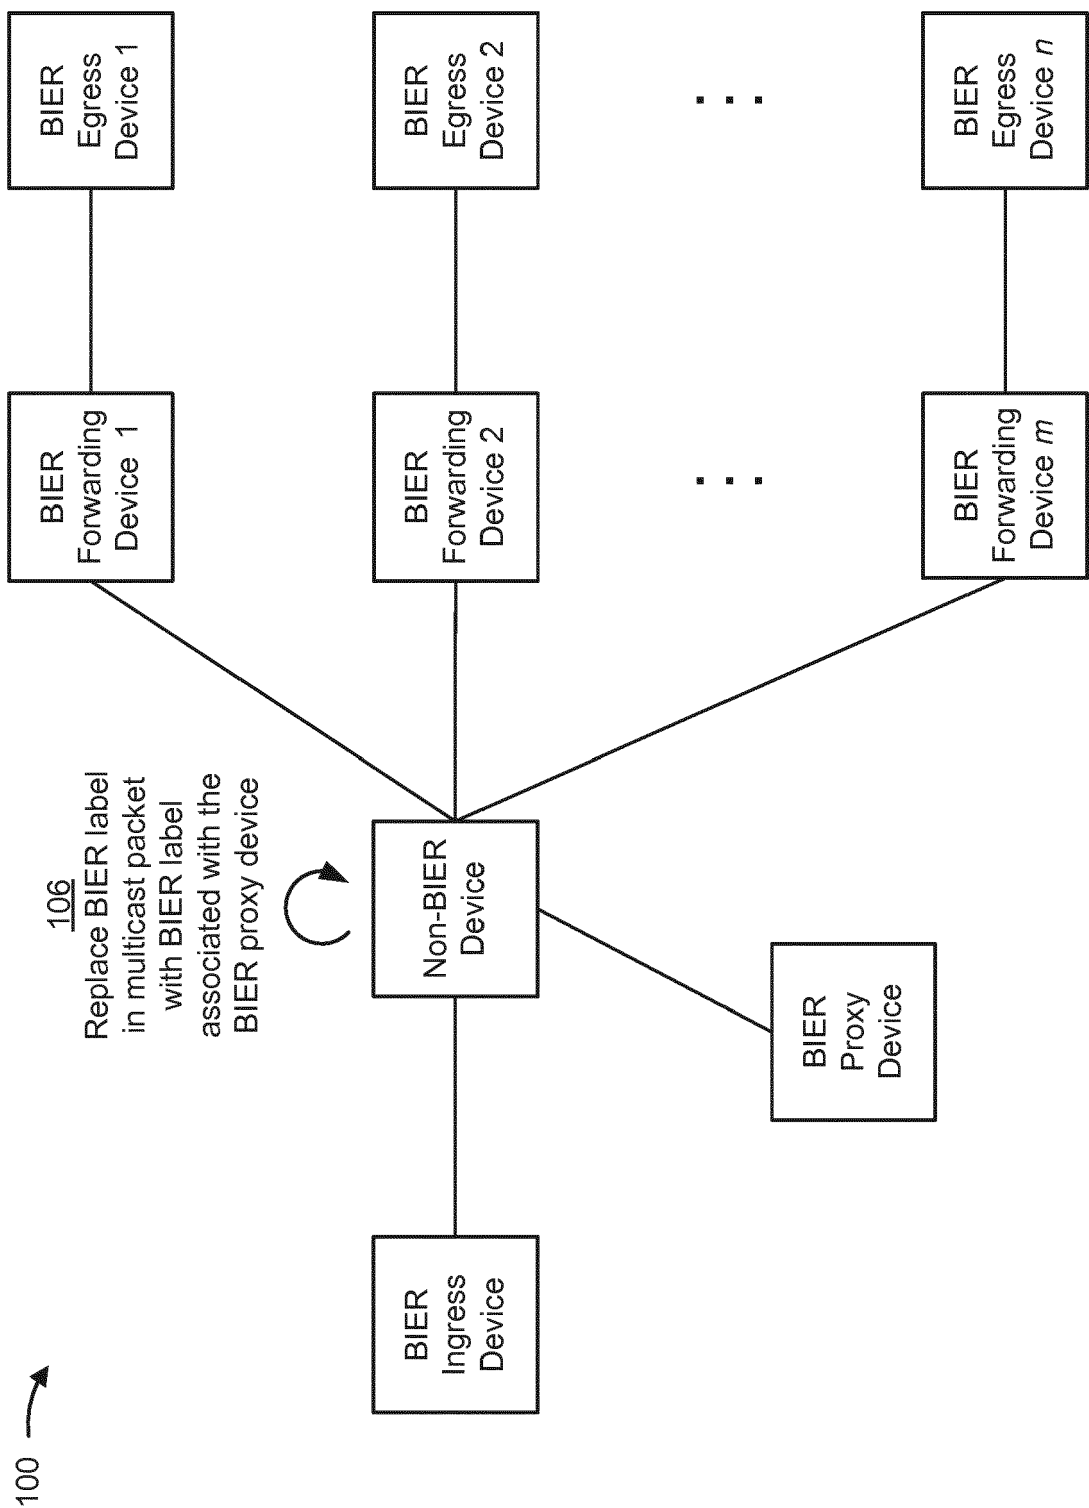 100
106
Replace BIER label
in multicast packet
with BIER label
associated with the
BIER proxy device
BIER
Ingress
Device
Non-BIER
Device
BIER
Proxy
Device
BIER
Forwarding
Device 1
BIER
Egress
Device 1
BIER
Forwarding
Device 2
BIER
Egress
Device 2
. . .
. . .
BIER
Forwarding
Device m
BIER
Egress
Device n